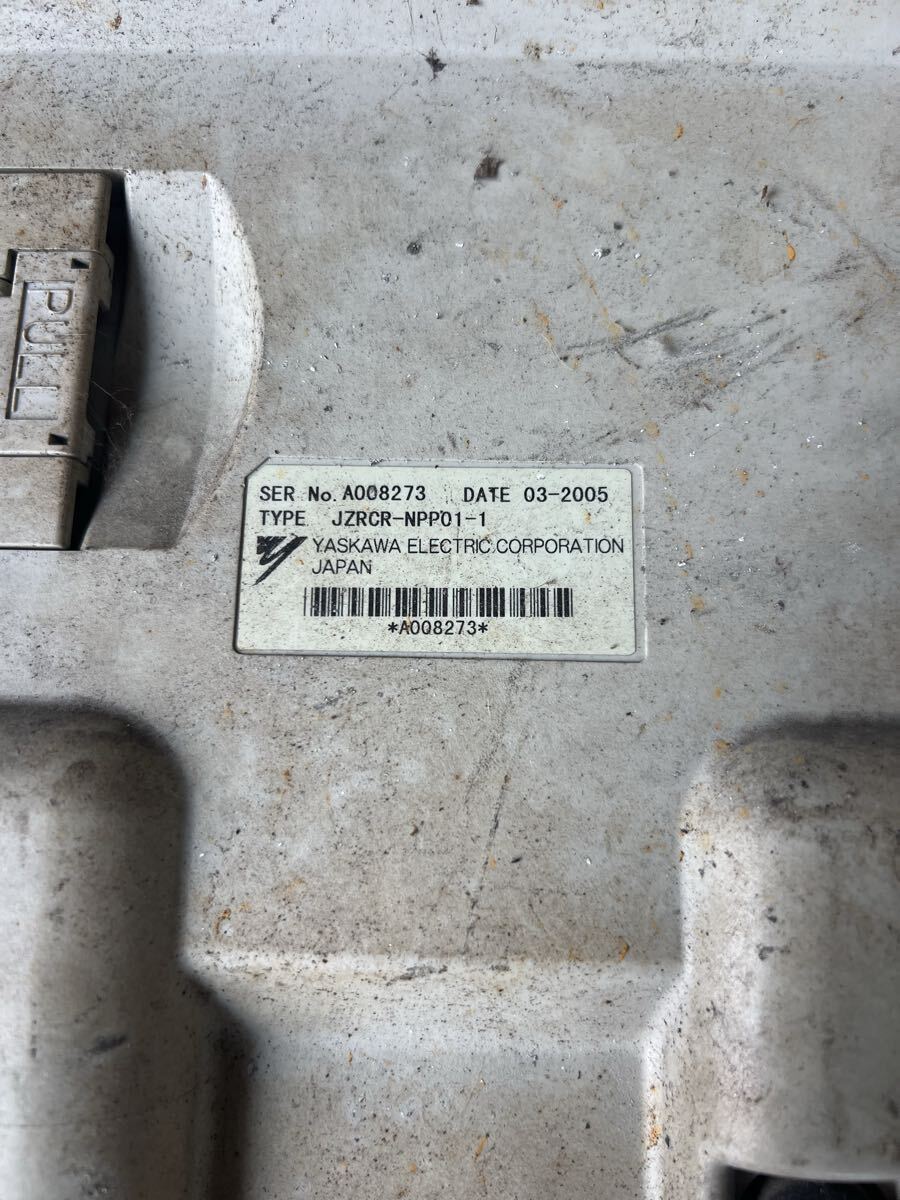 PULL
SER No. A008273 DATE 03-2005
TYPE JZRCR-NPP01-1
YASKAWA ELECTRIC CORPORATION
JAPAN
*A008273*